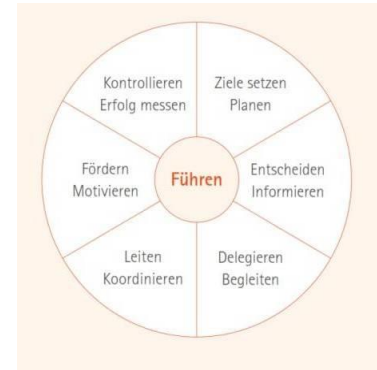 Kontrollieren
Erfolg messen
Ziele setzen
Planen
Fördern
Motivieren
Führen
Entscheiden
Informieren
Leiten
Koordinieren
Delegieren
Begleiten